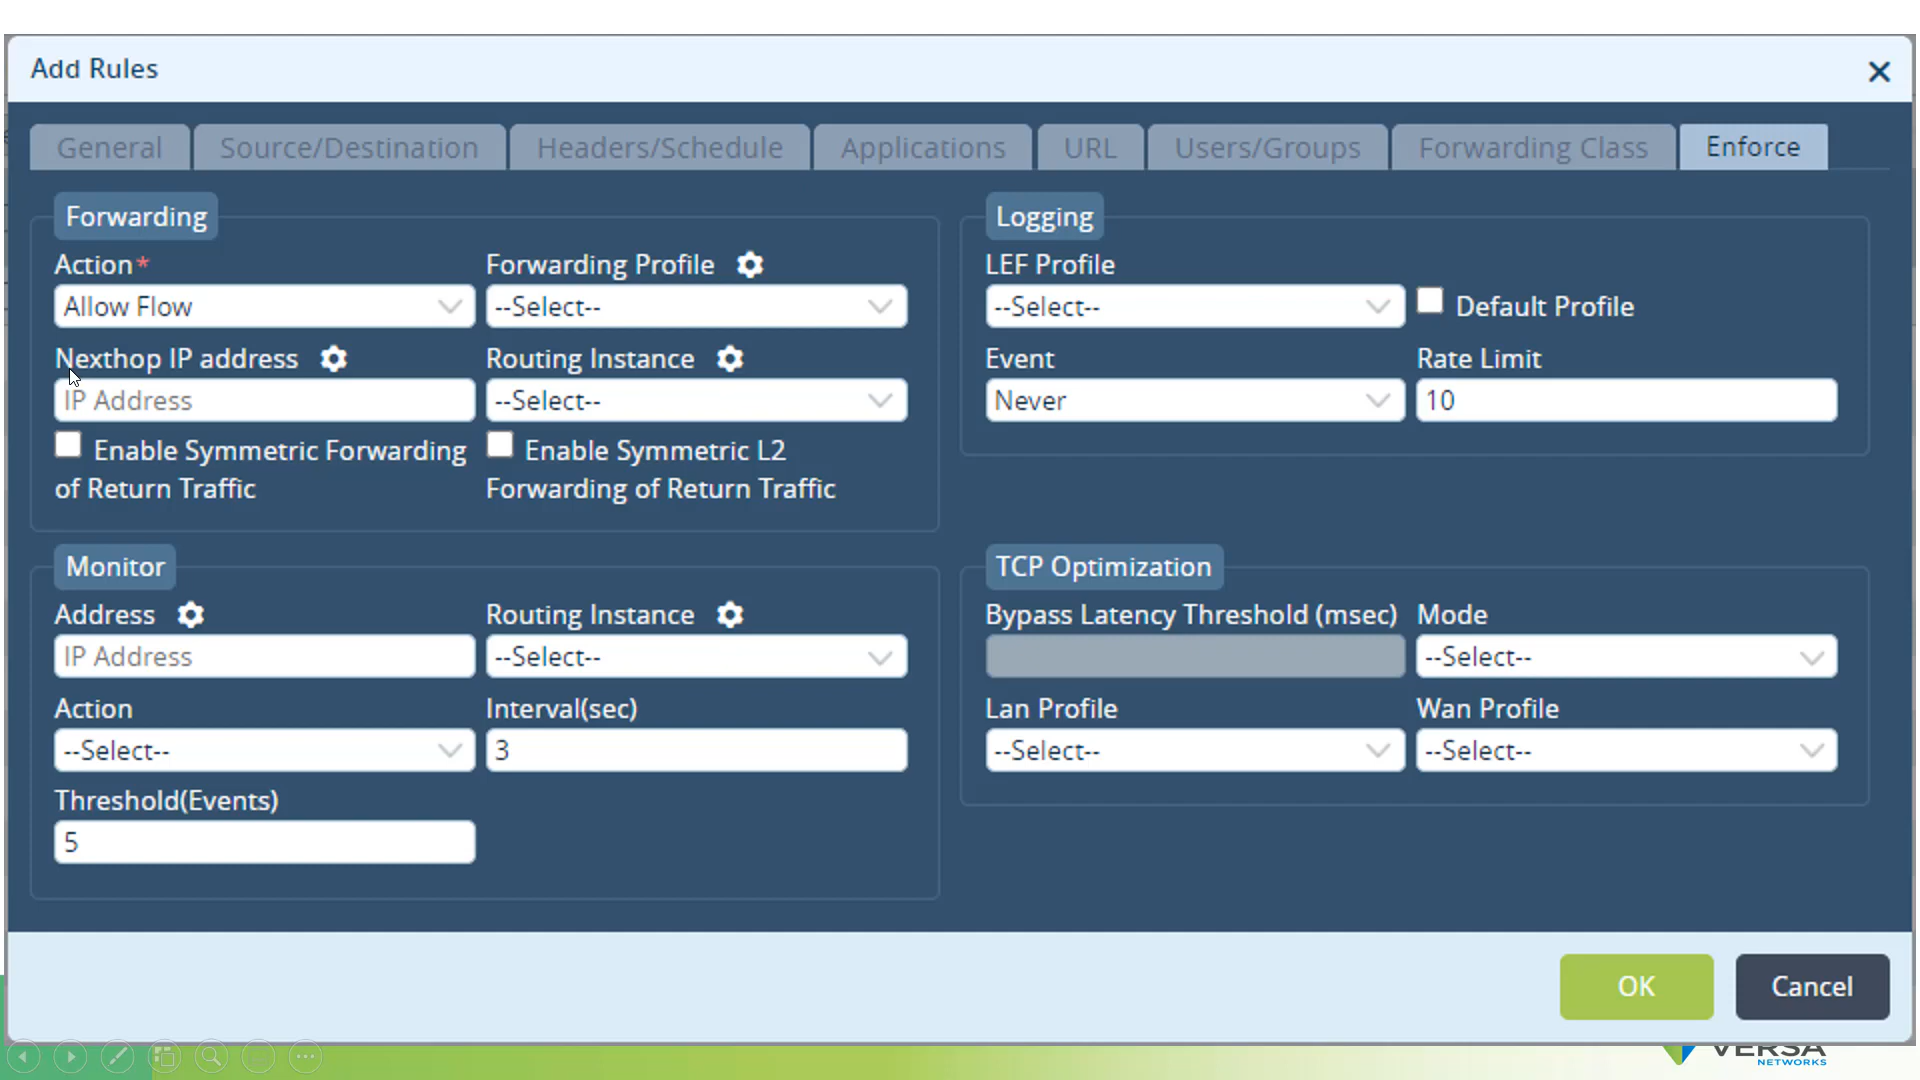 Add Rules
General
Source/Destination
Headers/Schedule
Applications
URL
Users/Groups
Forwarding Class
Enforce
Forwarding
Action*
Forwarding Profile
Allow Flow
--Select--
Nexthop IP address
Routing Instance
IP Address
--Select--
Enable Symmetric Forwarding
of Return Traffic
Enable Symmetric L2
Forwarding of Return Traffic
Logging
LEF Profile
--Select--
Default Profile
Event
Rate Limit
Never
10
Monitor
Address
Routing Instance
IP Address
--Select--
Action
Interval(sec)
--Select--
3
Threshold(Events)
5
TCP Optimization
Bypass Latency Threshold (msec)
Mode
--Select--
Lan Profile
Wan Profile
--Select--
--Select--
OK
Cancel
VERSA
NETWORKS